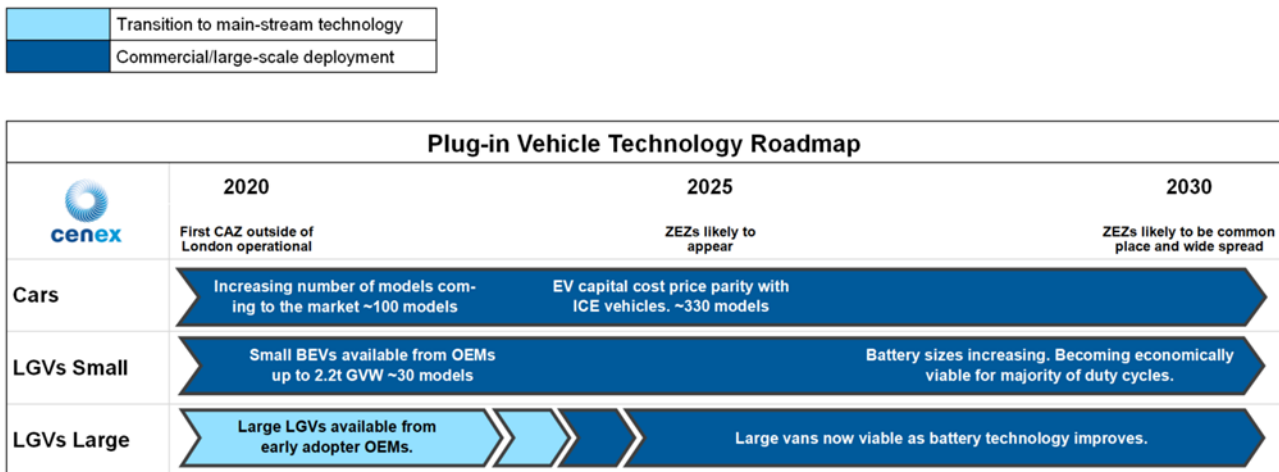 Transition to main-stream technology
Commercial/large-scale deployment
Plug-in Vehicle Technology Roadmap
2020
2025
2030
cenex
First CAZ outside of
London operational
ZEZs likely to
appear
ZEZs likely to be common
place and wide spread
Cars
Increasing number of models com-
ing to the market ~100 models
EV capital cost price parity with
ICE vehicles. ~330 models
LGVs Small
Small BEVs available from OEMs
up to 2.2t GVW ~30 models
Battery sizes increasing. Becoming economically
viable for majority of duty cycles.
LGVs Large
Large LGVs available from
early adopter OEMs.
Large vans now viable as battery technology improves.